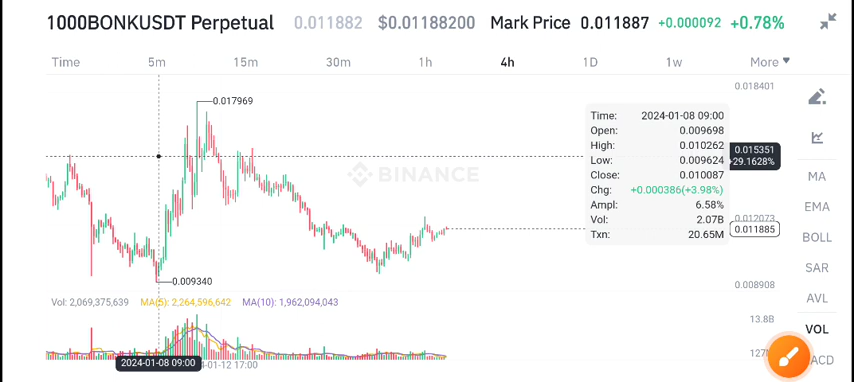 1000BONKUSDT Perpetual 0.011882 $0.01188200 Mark Price 0.011887 +0.000092 +0.78%
Time 5m 15m 30m 1h 4h 1D 1w More
0.018401
0.017969
Time: 2024-01-08 09:00
Open: 0.009698
High: 0.010262
Low: 0.009624
Close: 0.010087
Chg: +0.000386(+3.98%)
Ampl: 6.58%
Vol: 2.07B
Txn: 20.65M
0.015351
+29.1628%
BINANCE
0.012073
0.011885
0.009340
0.008908
MA
EMA
BOLL
SAR
AVL
VOL
Vol: 2,069,375,639 MA(5): 2,264,596,642 MA(10): 1,962,094,043
13.8B
2024-01-08 09:00
-01-12 17:00